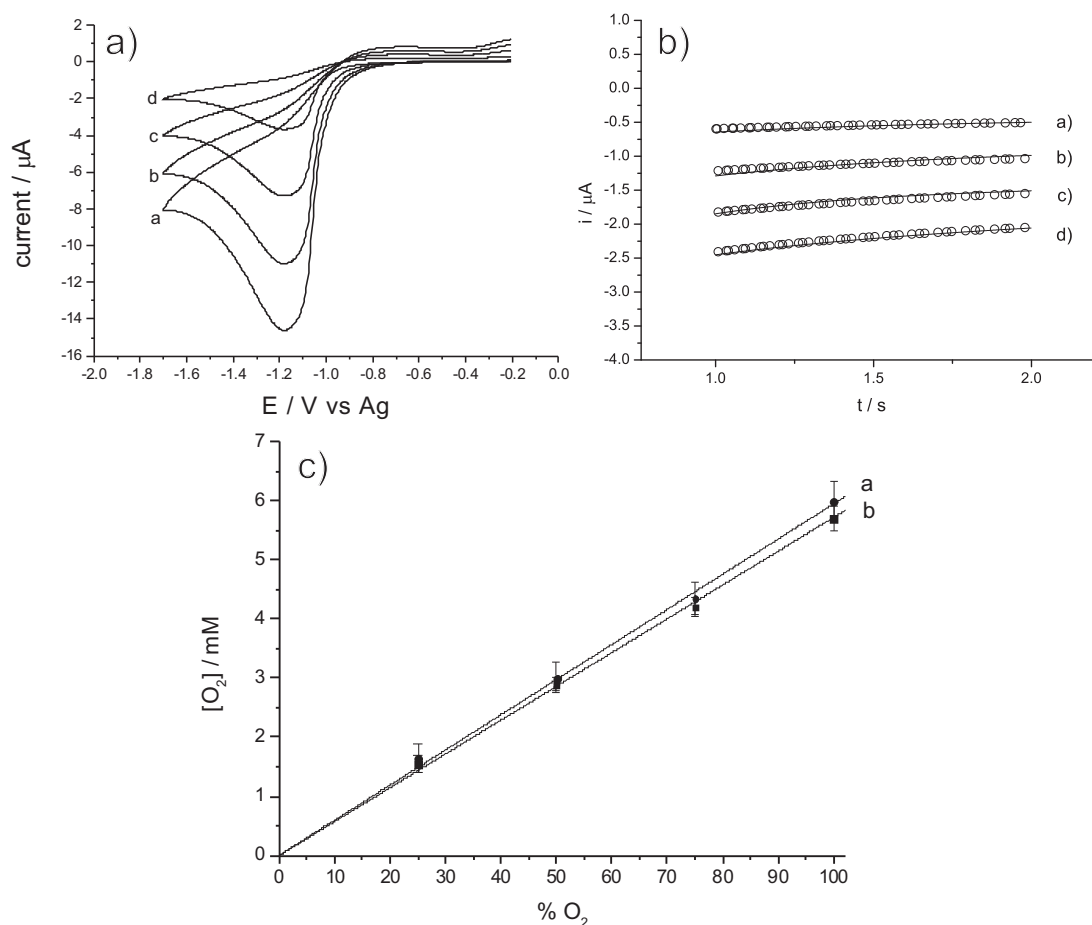 a)
2
0
-2
-4
-6
-8
-10
-12
-14
-16
current / μA
d
c
b
a
-2.0 -1.8 -1.6 -1.4 -1.2 -1.0 -0.8 -0.6 -0.4 -0.2 0.0
E / V vs Ag
b)
1.0
0.5
0.0
-0.5
-1.0
-1.5
-2.0
-2.5
-3.0
-3.5
-4.0
i / μA
a)
b)
c)
d)
1.0 1.5 2.0
t / s
c)
7
6
5
4
3
2
1
0
[O₂] / mM
a
b
0 10 20 30 40 50 60 70 80 90 100
% O₂